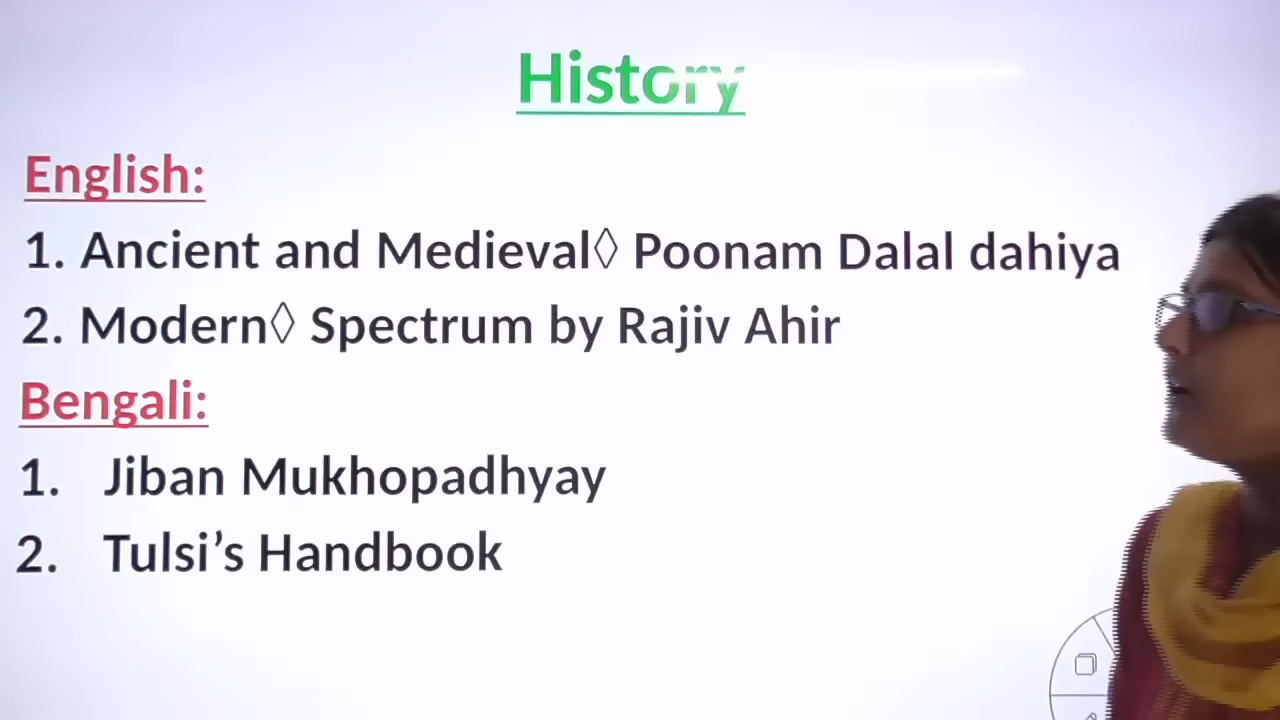 History
English:
1. Ancient and Medieval◊ Poonam Dalal dahiya
2. Modern◊ Spectrum by Rajiv Ahir
Bengali:
1. Jiban Mukhopadhyay
2. Tulsi’s Handbook